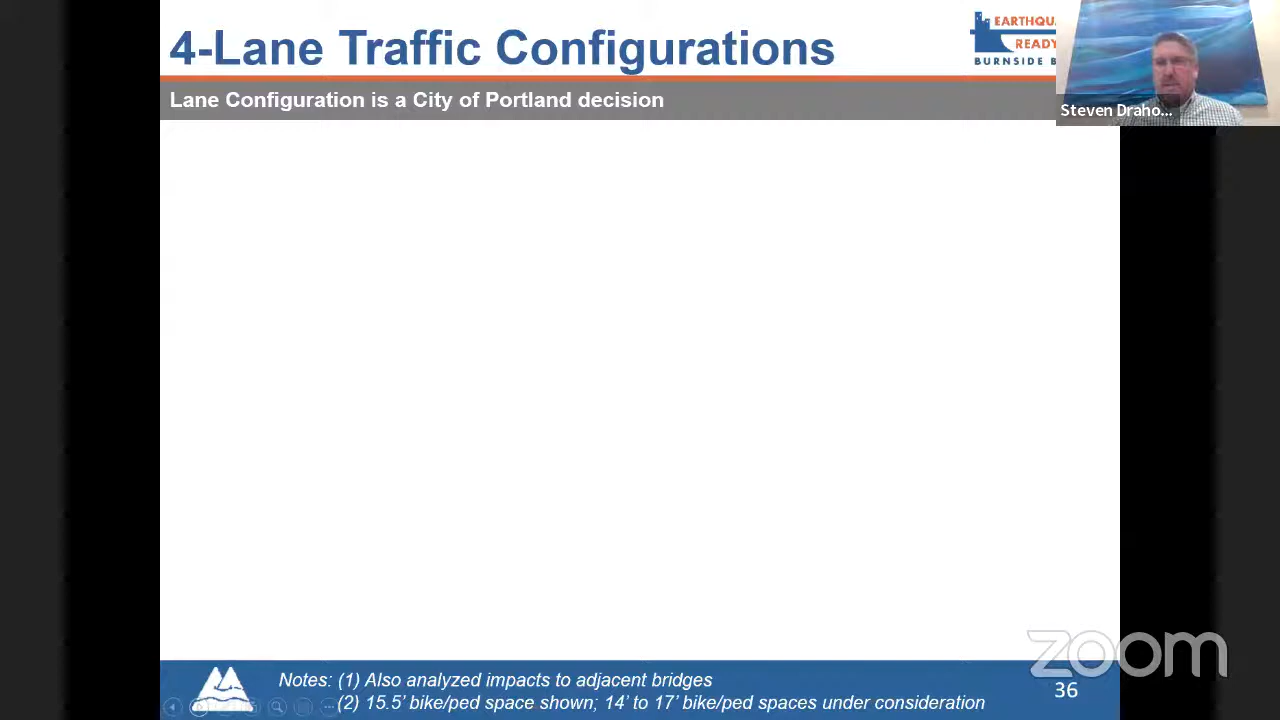 4-Lane Traffic Configurations
EARTHQUA
READY
BURNSIDE B
Steven Draho...
Lane Configuration is a City of Portland decision
zoom
Notes: (1) Also analyzed impacts to adjacent bridges
(2) 15.5' bike/ped space shown; 14' to 17' bike/ped spaces under consideration
36